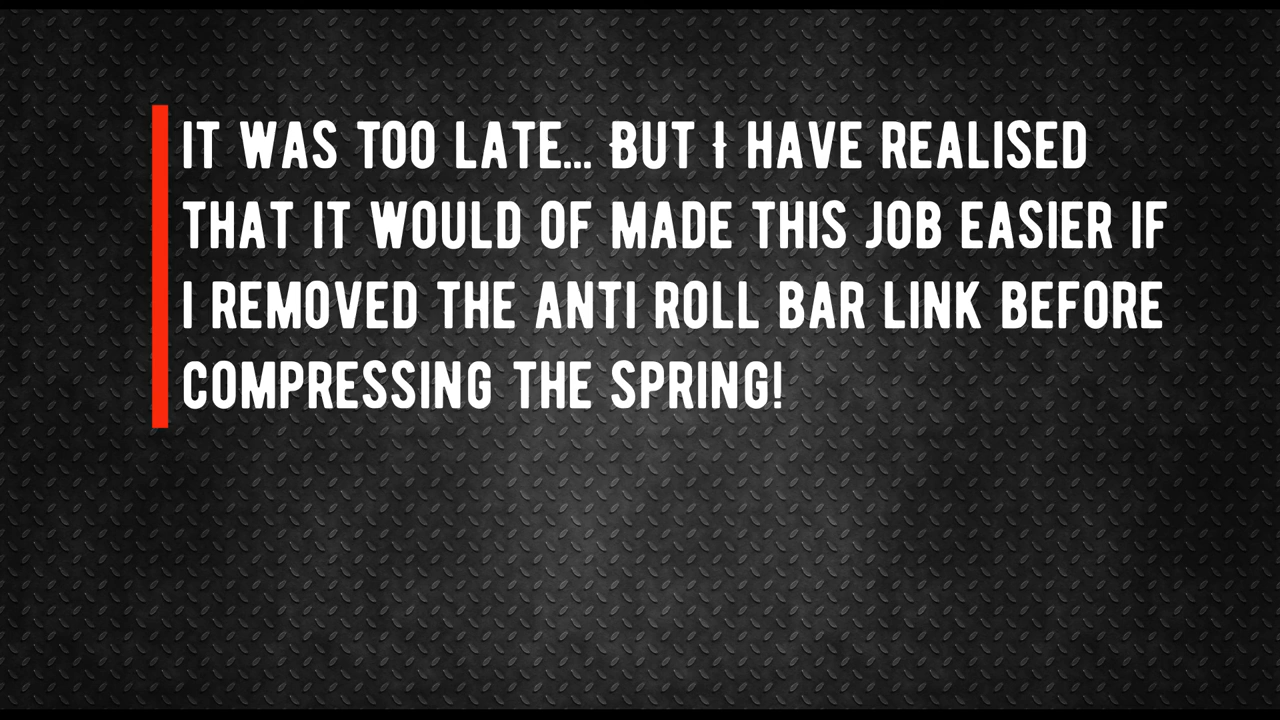 IT WAS TOO LATE... BUT I HAVE REALISED
THAT IT WOULD OF MADE THIS JOB EASIER IF
I REMOVED THE ANTI ROLL BAR LINK BEFORE
COMPRESSING THE SPRING!